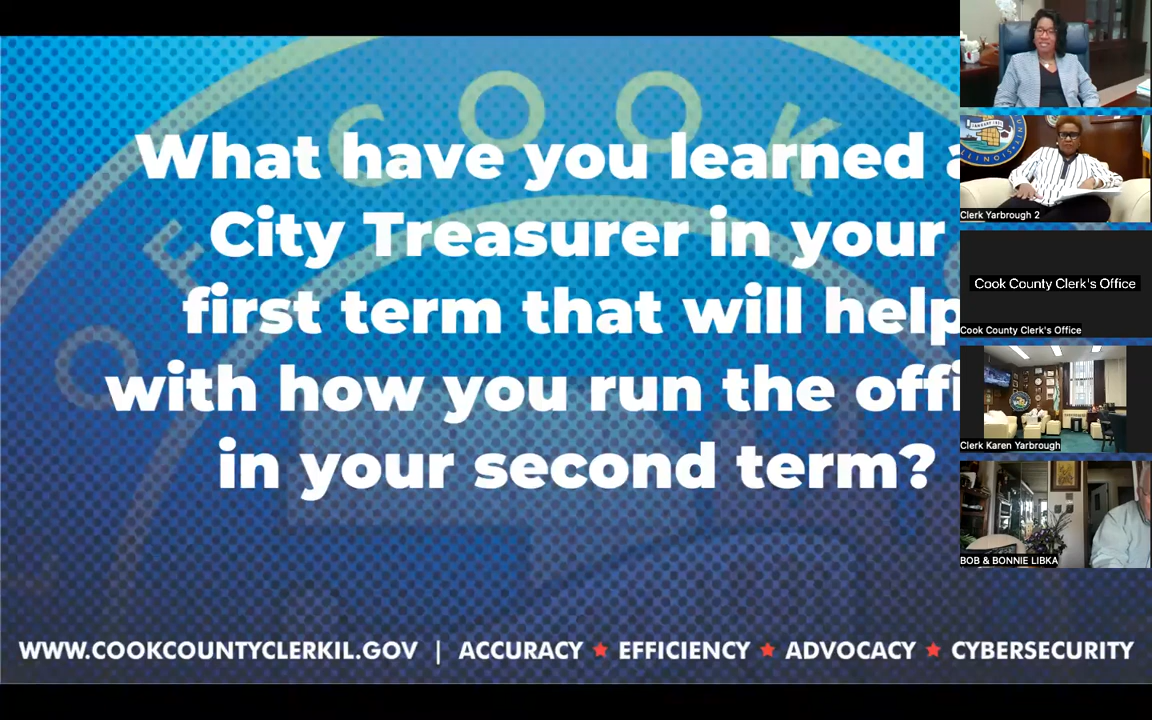 What have you learned a
City Treasurer in your
first term that will help
with how you run the offi
in your second term?
COOK
OF
WWW.COOKCOUNTYCLERKIL.GOV | ACCURACY ★ EFFICIENCY ★ ADVOCACY ★ CYBERSECURITY
Clerk Yarbrough 2
Cook County Clerk's Office
Cook County Clerk's Office
Clerk Karen Yarbrough
BOB & BONNIE LIBKA